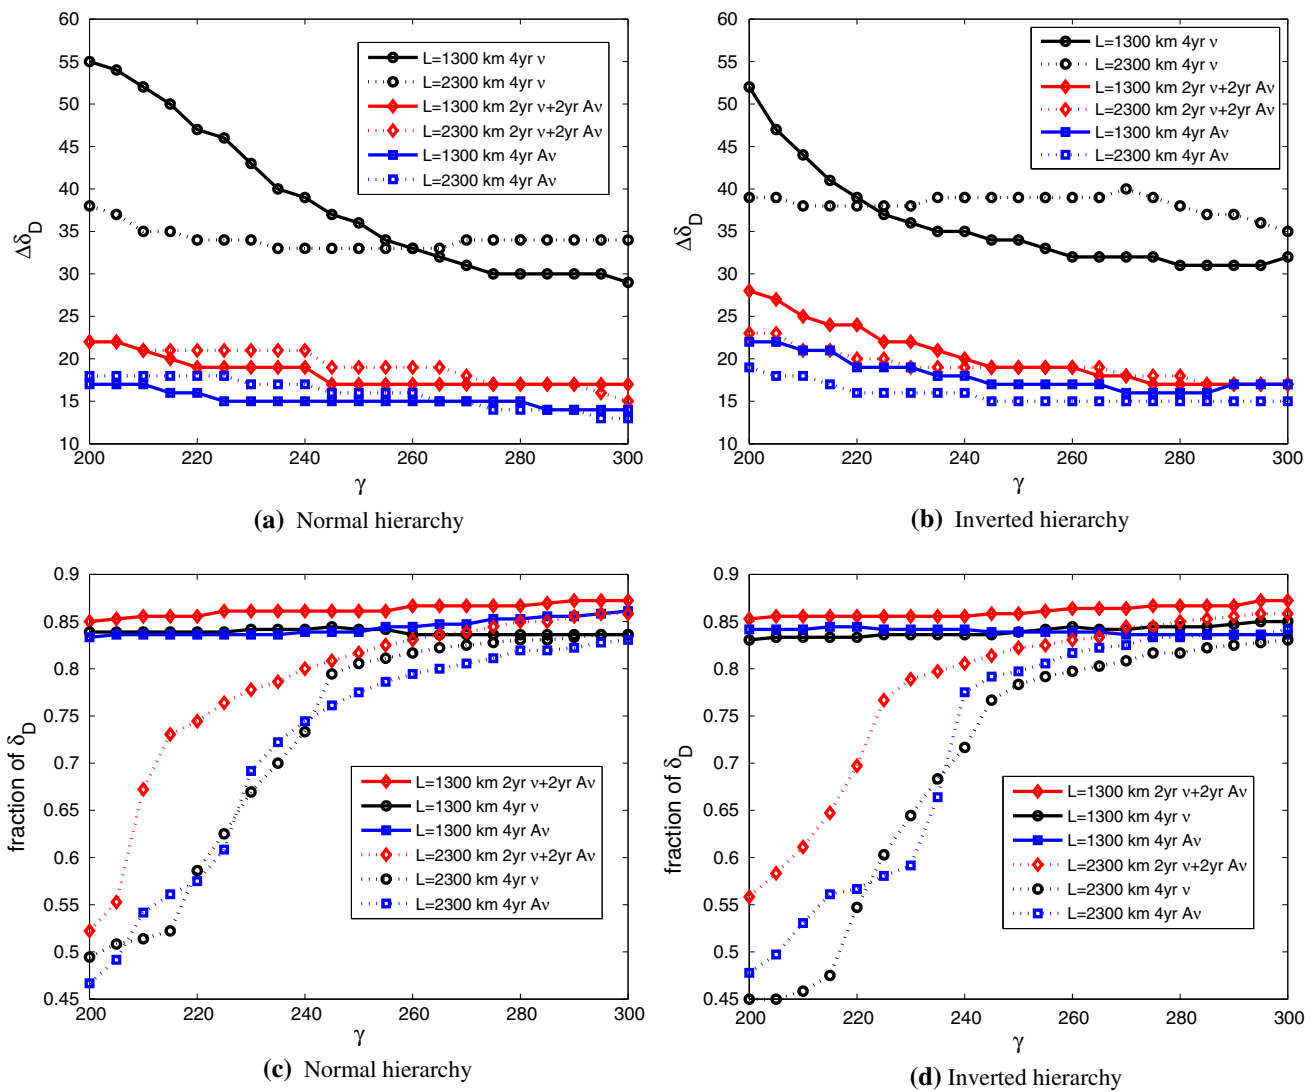 60
55
50
45
40
35
30
25
20
15
10
ΔδD
L=1300 km 4yr ν
L=2300 km 4yr ν
L=1300 km 2yr ν+2yr Aν
L=2300 km 2yr ν+2yr Aν
L=1300 km 4yr Aν
L=2300 km 4yr Aν
200 220 240 260 280 300
γ
(a) Normal hierarchy
60
55
50
45
40
35
30
25
20
15
10
ΔδD
L=1300 km 4yr ν
L=2300 km 4yr ν
L=1300 km 2yr ν+2yr Aν
L=2300 km 2yr ν+2yr Aν
L=1300 km 4yr Aν
L=2300 km 4yr Aν
200 220 240 260 280 300
γ
(b) Inverted hierarchy
0.9
0.85
0.8
0.75
0.7
0.65
0.6
0.55
0.5
0.45
fraction of δD
L=1300 km 2yr ν+2yr Aν
L=1300 km 4yr ν
L=1300 km 4yr Aν
L=2300 km 2yr ν+2yr Aν
L=2300 km 4yr ν
L=2300 km 4yr Aν
200 220 240 260 280 300
γ
(c) Normal hierarchy
0.9
0.85
0.8
0.75
0.7
0.65
0.6
0.55
0.5
0.45
fraction of δD
L=1300 km 2yr ν+2yr Aν
L=1300 km 4yr ν
L=1300 km 4yr Aν
L=2300 km 2yr ν+2yr Aν
L=2300 km 4yr ν
L=2300 km 4yr Aν
200 220 240 260 280 300
γ
(d) Inverted hierarchy